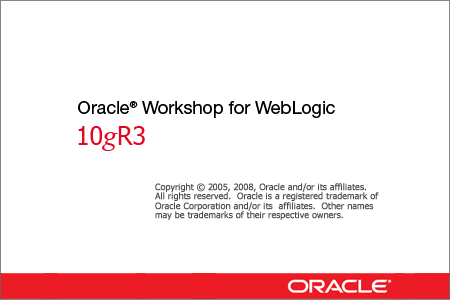 Oracle® Workshop for WebLogic
10gR3
Copyright © 2005, 2008, Oracle and/or its affiliates.
All rights reserved.  Oracle is a registered trademark of
Oracle Corporation and/or its  affiliates.  Other names
may be trademarks of their respective owners.
ORACLE®